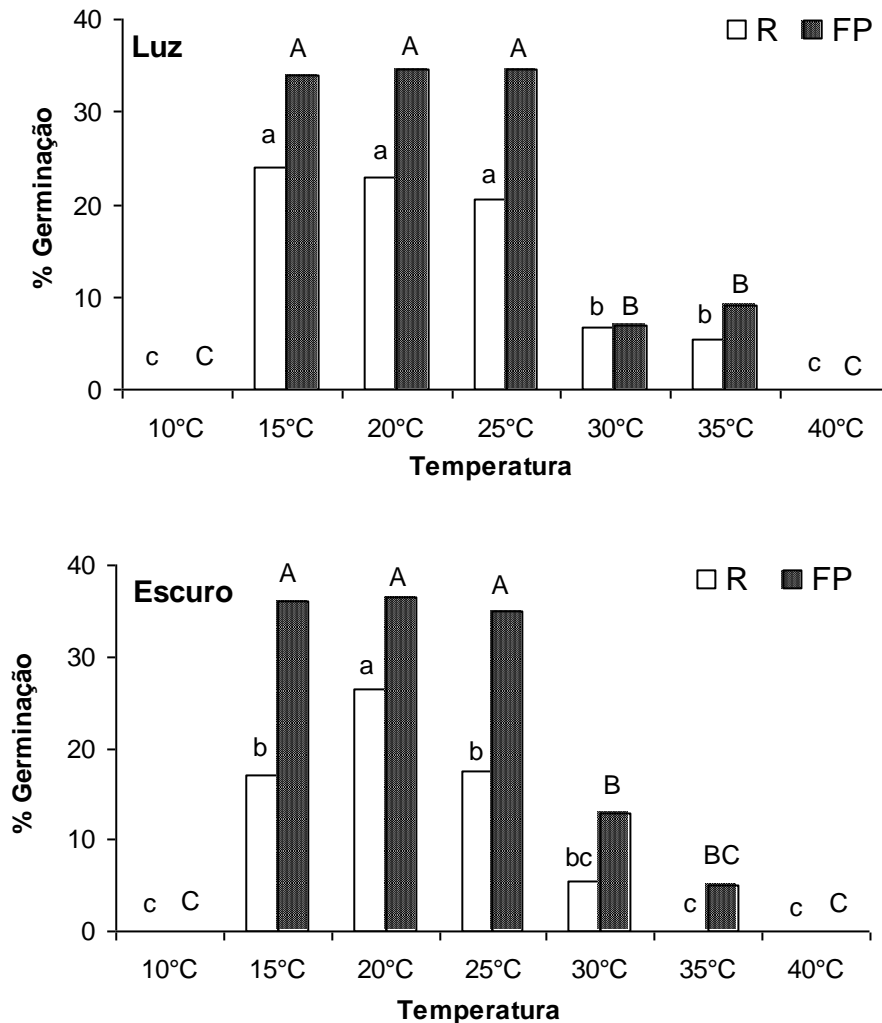 40
Luz
A A A
R FP
30
a
a
a
20
10
b B b B
c C c C
0
% Germinação
10°C 15°C 20°C 25°C 30°C 35°C 40°C
Temperatura
40
Escuro
A A A
R FP
30
a
20
b b
B
10
bc BC
c C c c C
0
% Germinação
10°C 15°C 20°C 25°C 30°C 35°C 40°C
Temperatura